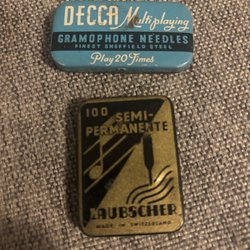 DECCA Multiplaying
GRAMOPHONE NEEDLES
FINEST SHEFFIELD STEEL
Play 20 Times
100
SEMI-
PERMANENTE
LAUBSCHER
MADE IN SWITZERLAND